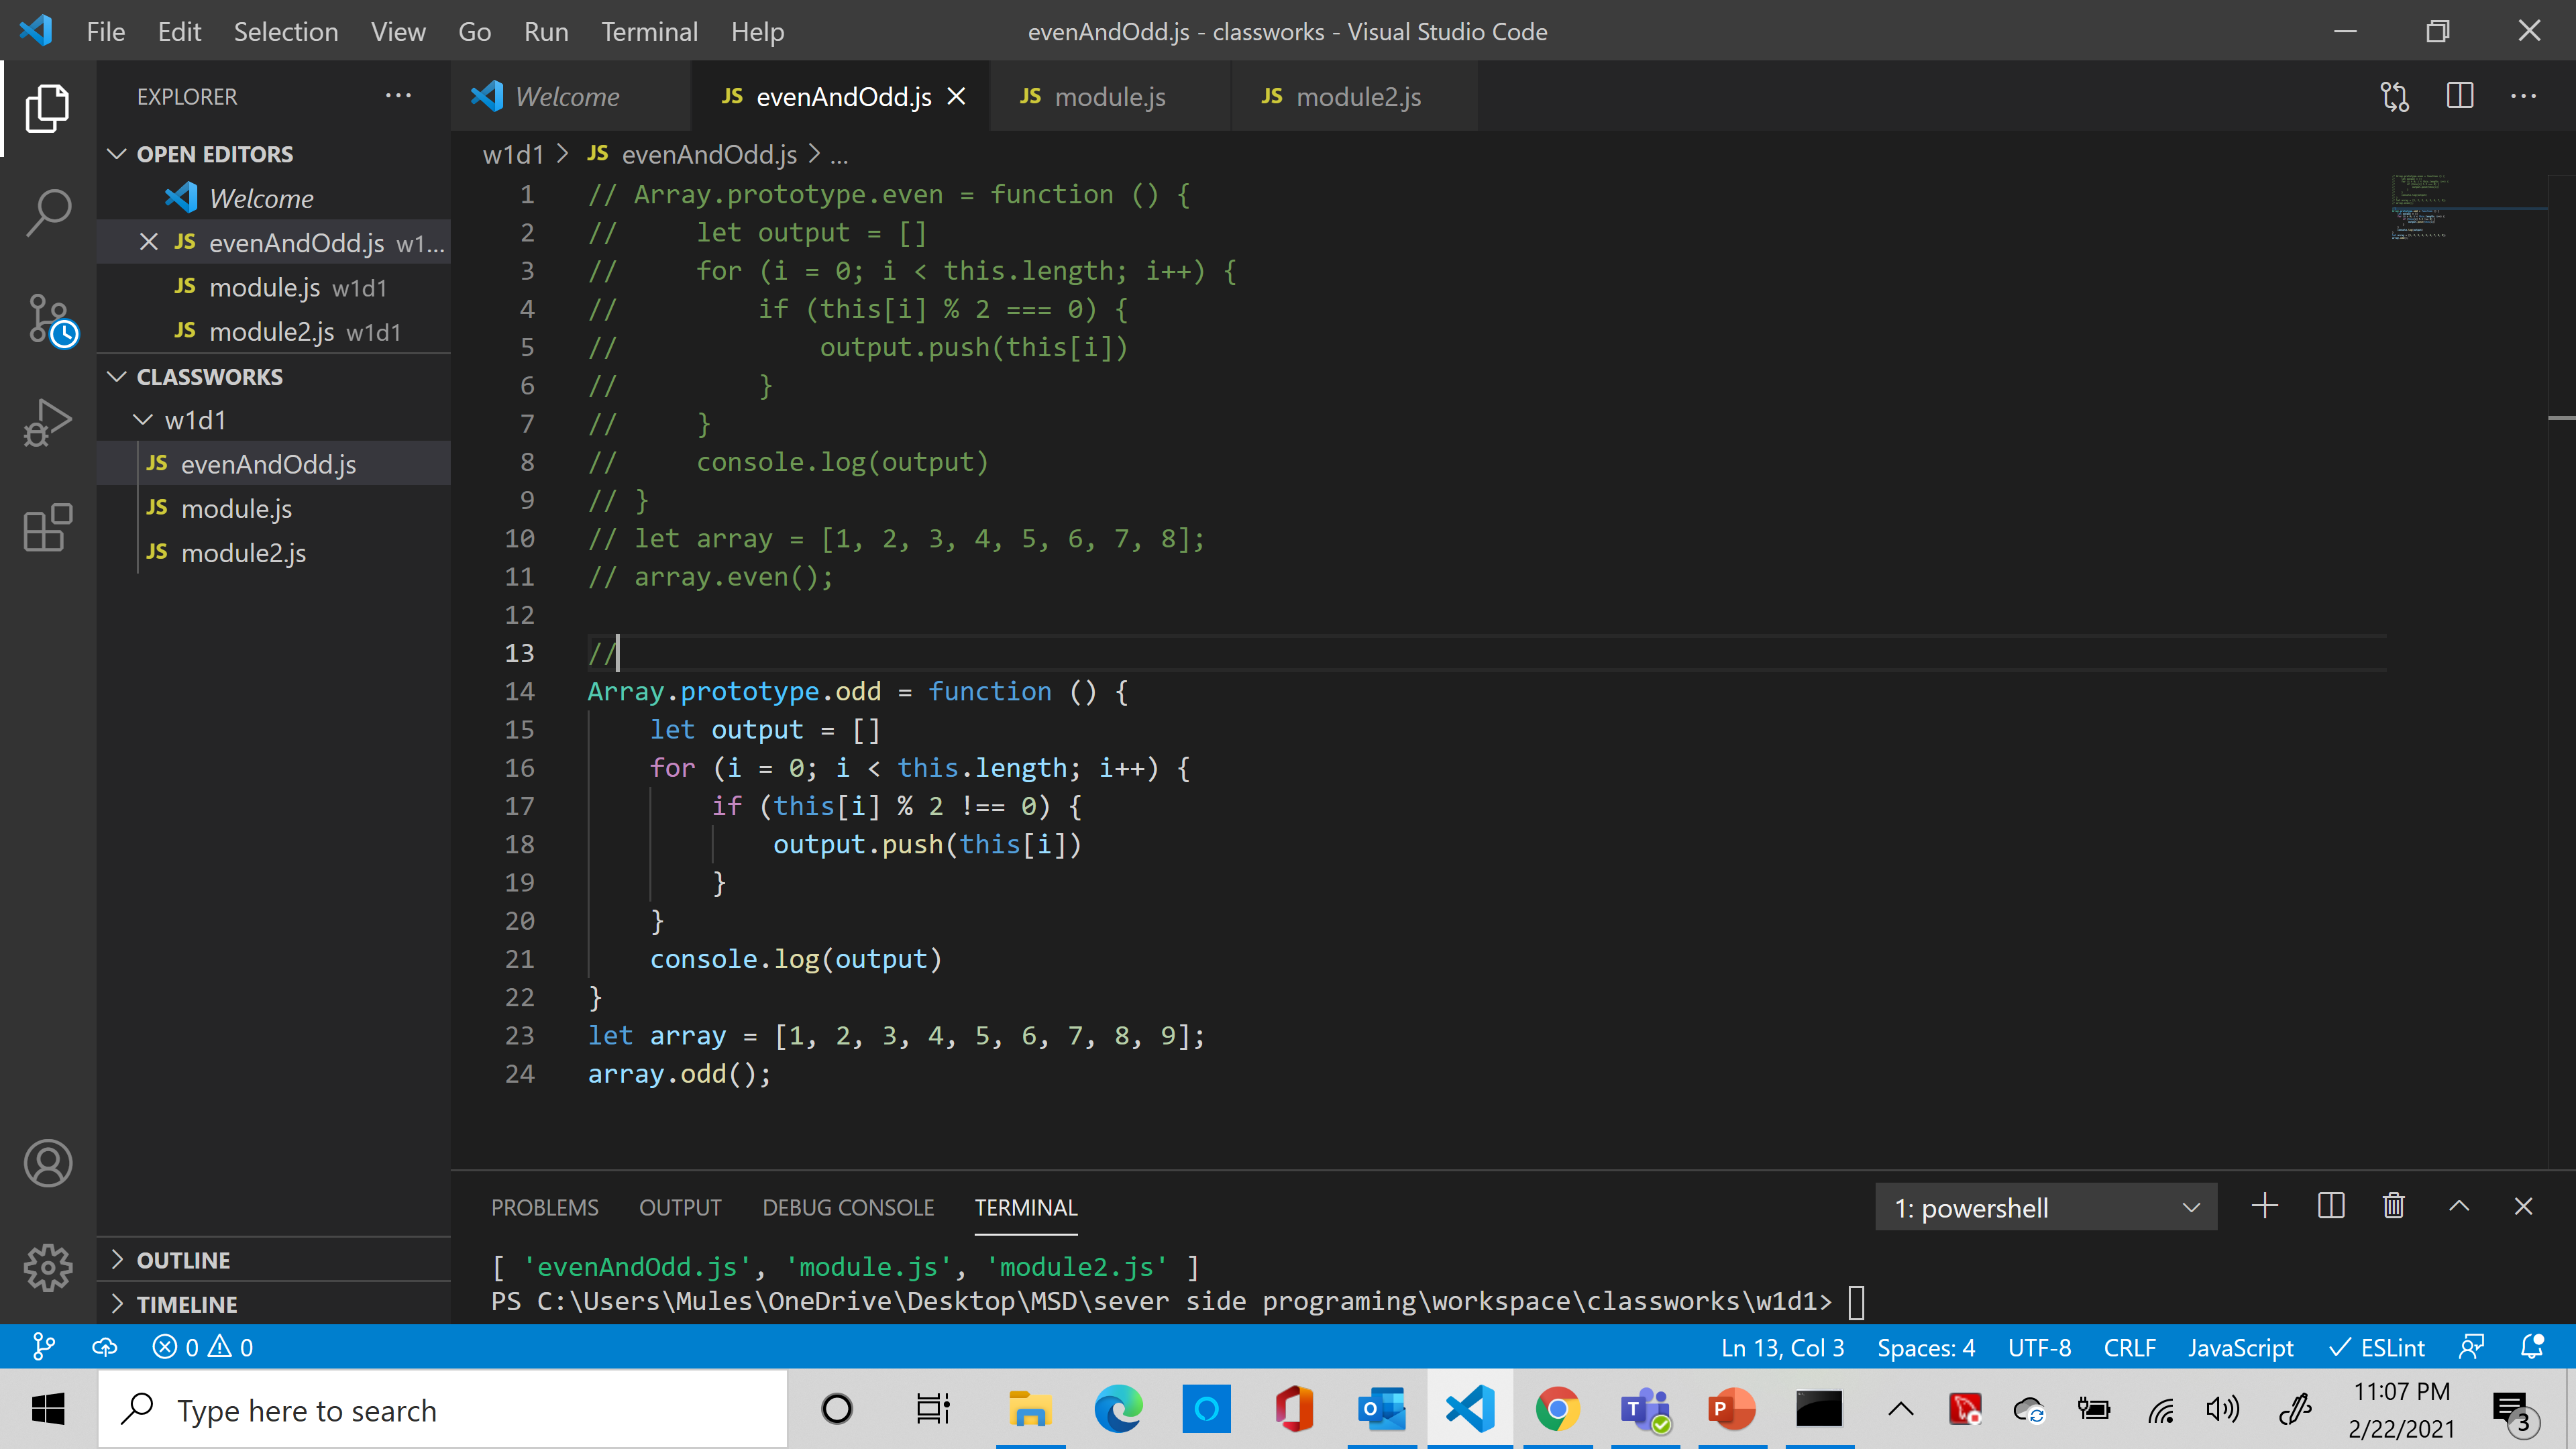 File Edit Selection View Go Run Terminal Help
evenAndOdd.js - classworks - Visual Studio Code
EXPLORER
OPEN EDITORS
Welcome
JS evenAndOdd.js w1...
JS module.js w1d1
JS module2.js w1d1
CLASSWORKS
w1d1
JS evenAndOdd.js
JS module.js
JS module2.js
OUTLINE
TIMELINE
Welcome JS evenAndOdd.js JS module.js JS module2.js
w1d1 > JS evenAndOdd.js > ...
1 // Array.prototype.even = function () {
2 //     let output = []
3 //     for (i = 0; i < this.length; i++) {
4 //         if (this[i] % 2 === 0) {
5 //             output.push(this[i])
6 //         }
7 //     }
8 //     console.log(output)
9 // }
10 // let array = [1, 2, 3, 4, 5, 6, 7, 8];
11 // array.even();
12
13 //
14 Array.prototype.odd = function () {
15     let output = []
16     for (i = 0; i < this.length; i++) {
17         if (this[i] % 2 !== 0) {
18             output.push(this[i])
19         }
20     }
21     console.log(output)
22 }
23 let array = [1, 2, 3, 4, 5, 6, 7, 8, 9];
24 array.odd();
PROBLEMS OUTPUT DEBUG CONSOLE TERMINAL
1: powershell
[ 'evenAndOdd.js', 'module.js', 'module2.js' ]
PS C:\Users\Mules\OneDrive\Desktop\MSD\sever side programing\workspace\classworks\w1d1>
0 0
Ln 13, Col 3 Spaces: 4 UTF-8 CRLF JavaScript ESLint
Type here to search
11:07 PM
2/22/2021
3